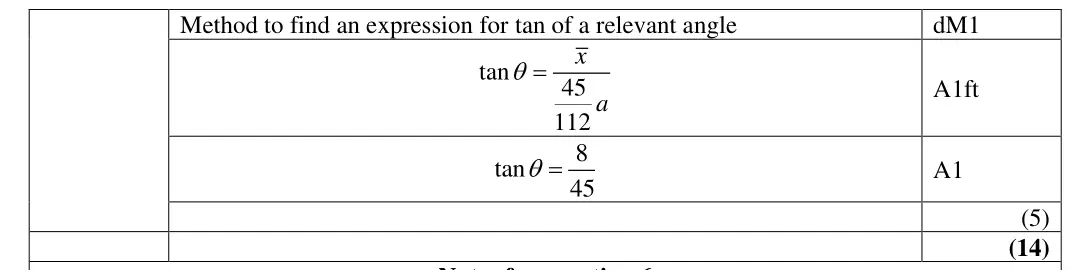 Method to find an expression for tan of a relevant angle dM1
tan θ = x̄ / (45/112 a) A1ft
tan θ = 8/45 A1
(5)
(14)